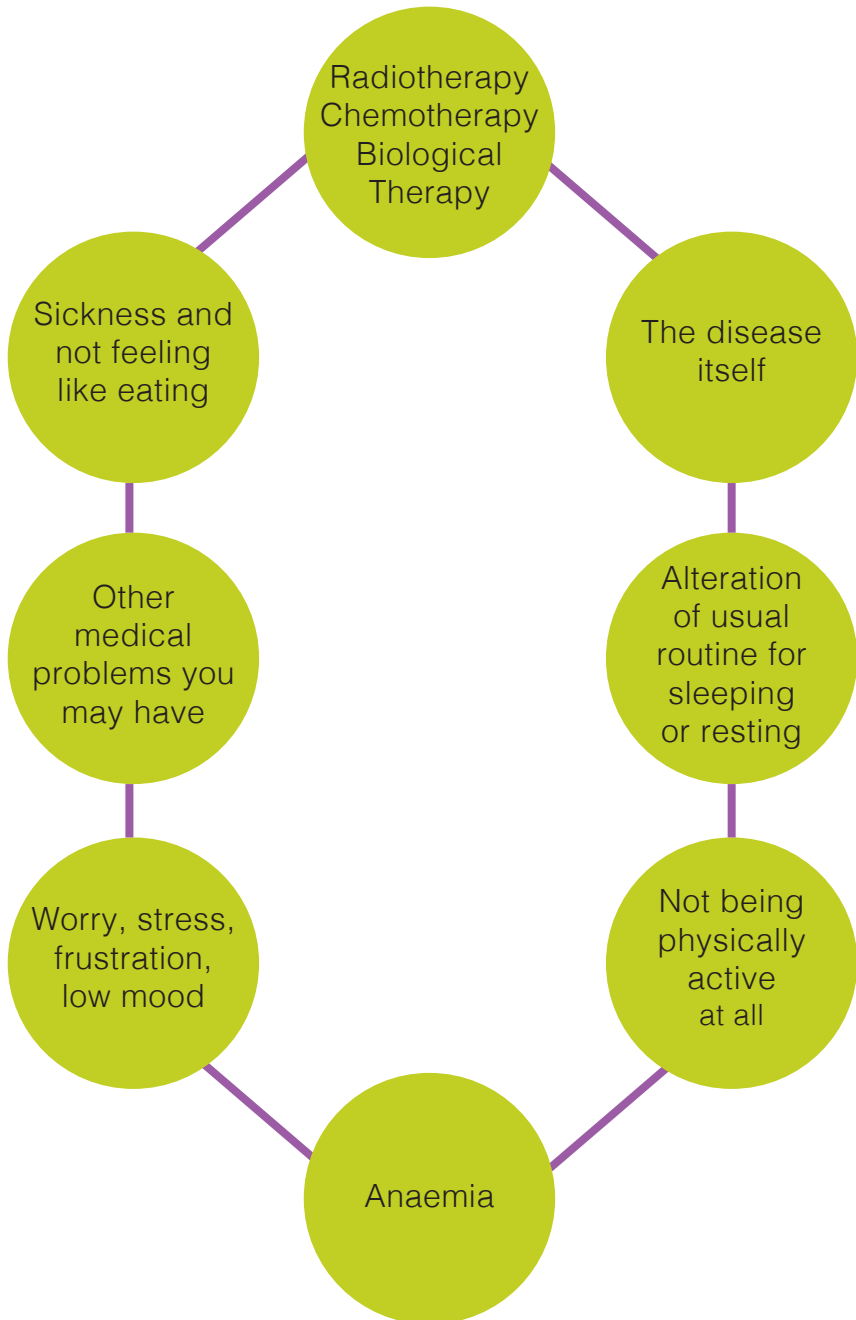 Radiotherapy
Chemotherapy
Biological
Therapy
The disease
itself
Alteration
of usual
routine for
sleeping
or resting
Not being
physically
active
at all
Anaemia
Worry, stress,
frustration,
low mood
Other
medical
problems you
may have
Sickness and
not feeling
like eating